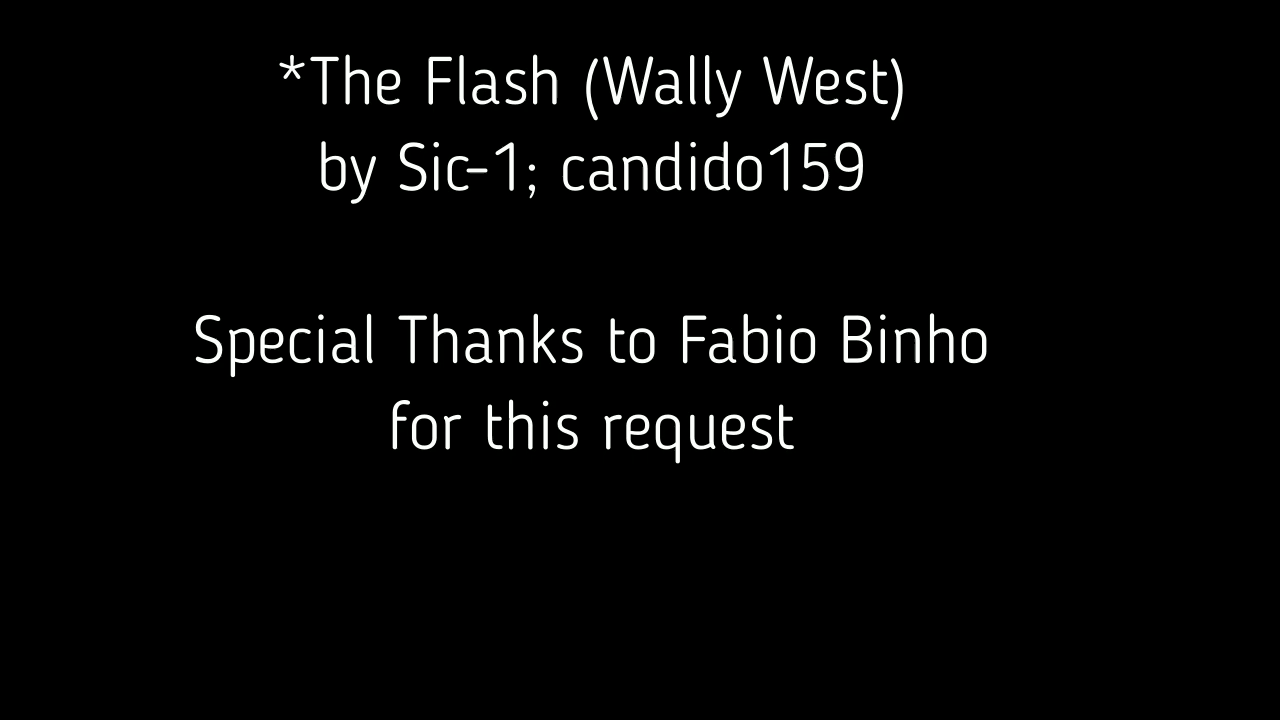 *The Flash (Wally West)
by Sic-1; candido159
Special Thanks to Fabio Binho
for this request